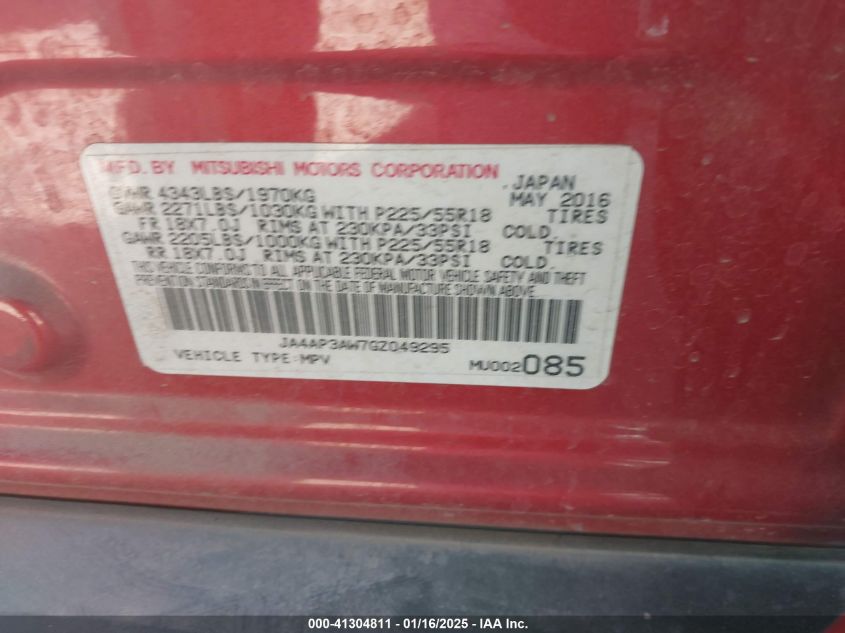 MFD. BY MITSUBISHI MOTORS CORPORATION JAPAN
GVWR 4343LBS/1970KG MAY 2016
GAWR 2271LBS/1030KG WITH P225/55R18 TIRES
FR 18X7.0J RIMS AT 230KPA/33PSI COLD.
GAWR 2205LBS/1000KG WITH P225/55R18 TIRES
RR 18X7.0J RIMS AT 230KPA/33PSI COLD.
THIS VEHICLE CONFORMS TO ALL APPLICABLE FEDERAL MOTOR VEHICLE SAFETY AND THEFT
PREVENTION STANDARDS IN EFFECT ON THE DATE OF MANUFACTURE SHOWN ABOVE.
JA4AP3AW7GZ049295
VEHICLE TYPE:MPV MU002085
000-41304811 - 01/16/2025 - IAA Inc.